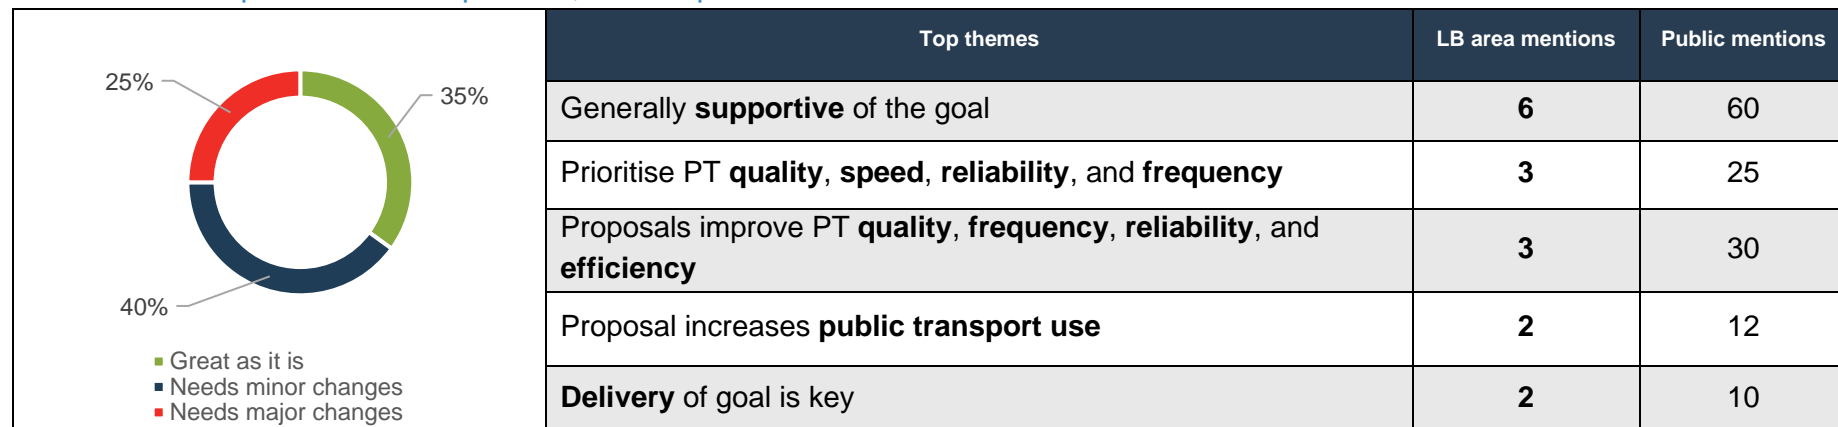 25%
35%
40%
Great as it is
Needs minor changes
Needs major changes
Top themes LB area mentions Public mentions
Generally supportive of the goal 6 60
Prioritise PT quality, speed, reliability, and frequency 3 25
Proposals improve PT quality, frequency, reliability, and
efficiency 3 30
Proposal increases public transport use 2 12
Delivery of goal is key 2 10